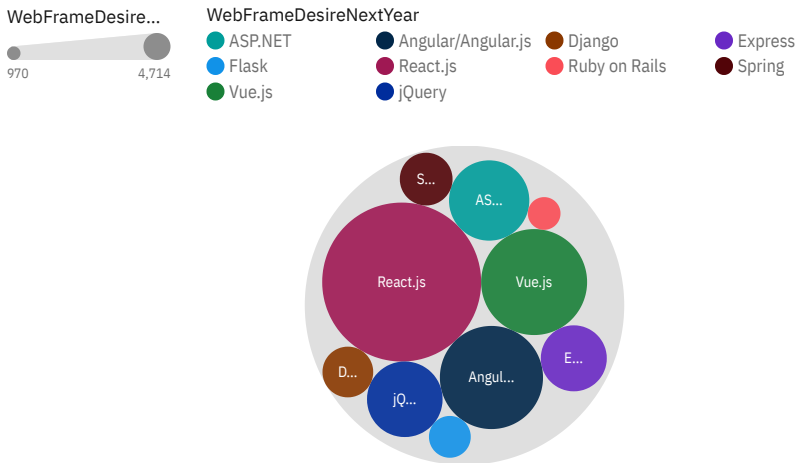 WebFrameDesire...
970 4,714
WebFrameDesireNextYear
ASP.NET Angular/Angular.js Django Express
Flask React.js Ruby on Rails Spring
Vue.js jQuery
S...
AS...
React.js
Vue.js
D...
E...
Angul...
jQ...